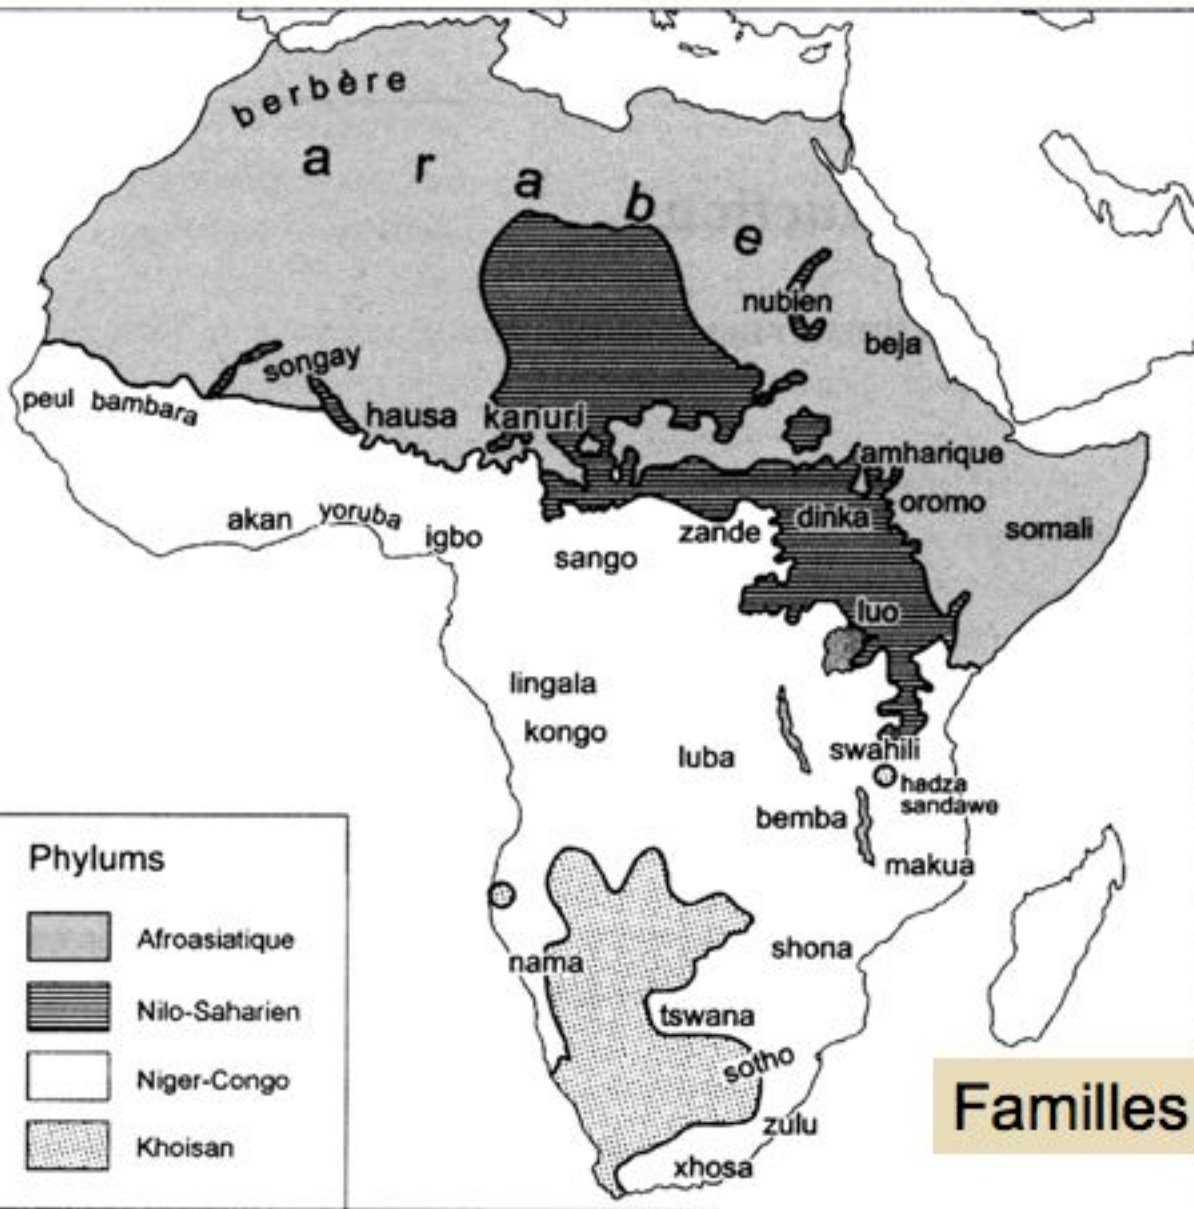 berbère
arabe
nubien
beja
songay
peul bambara
hausa
kanuri
amharique
oromo
somali
akan
yoruba
igbo
sango
zande
dinka
luo
lingala
kongo
luba
swahili
hadza
sandawe
bemba
makua
nama
shona
tswana
sotho
zulu
xhosa
Phylums
Afroasiatique
Nilo-Saharien
Niger-Congo
Khoisan
Familles